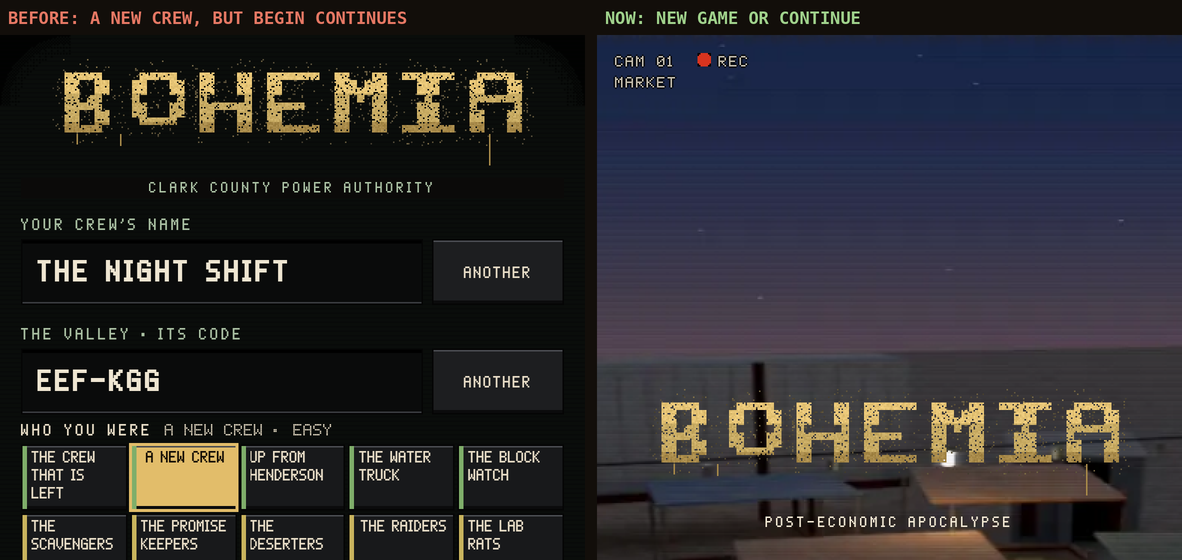 BEFORE: A NEW CREW, BUT BEGIN CONTINUES
BOHEMIA
CLARK COUNTY POWER AUTHORITY
YOUR CREW'S NAME
THE NIGHT SHIFT
ANOTHER
THE VALLEY · ITS CODE
EEF-KGG
ANOTHER
WHO YOU WERE A NEW CREW · EASY
THE CREW
THAT IS
LEFT
A NEW CREW
UP FROM
HENDERSON
THE WATER
TRUCK
THE BLOCK
WATCH
THE
SCAVENGERS
THE PROMISE
KEEPERS
THE
DESERTERS
THE RAIDERS
THE LAB
RATS
NOW: NEW GAME OR CONTINUE
CAM 01 REC
MARKET
BOHEMIA
POST-ECONOMIC APOCALYPSE